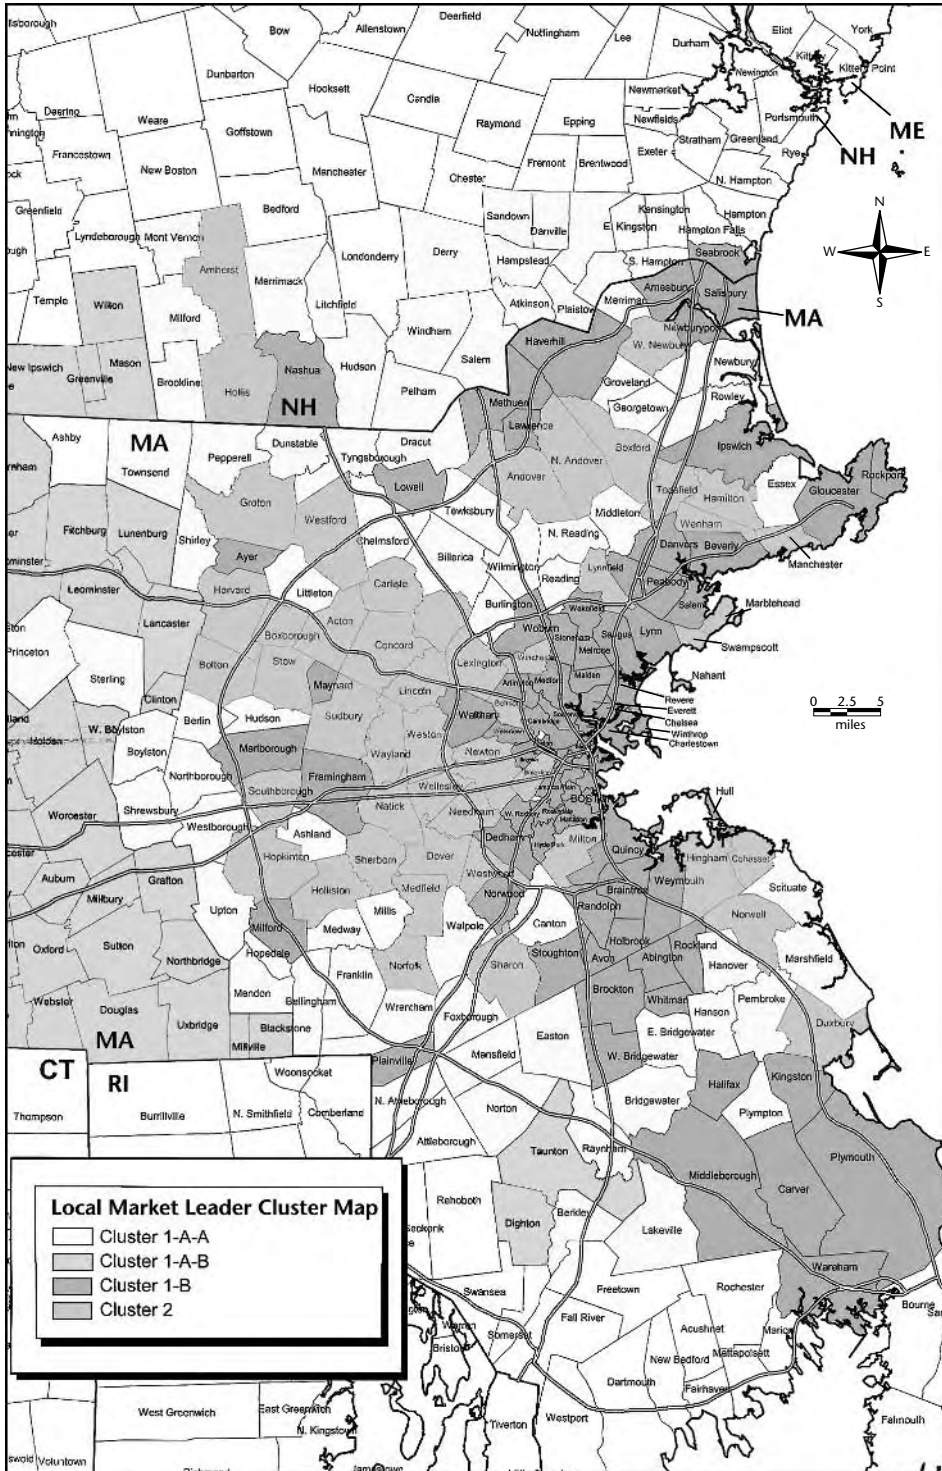 Deerfield
Bow
Allenstown
Nottingham
Lee
Durham
Eliot
York
Kittery Point
Newington
Dunbarton
Hooksett
Candia
Newmarket
Deering
Weare
Goffstown
Raymond
Epping
Newfields
Portsmouth
ME
Francestown
Stratham
Greenland
NH
Exeter
Rye
New Boston
Manchester
Chester
Fremont
Brentwood
N. Hampton
Greenfield
Bedford
Sandown
Kensington
Hampton
N
Danville
E. Kingston
Hampton Falls
Lyndeborough
Mont Vernon
Londonderry
Derry
Hampstead
S. Hampton
Seabrook
W
E
Amherst
Merrimack
S
Temple
Wilton
Litchfield
Atkinson
Plaistow
Amesbury
Salisbury
Milford
MA
Windham
Haverhill
W. Newbury
New Ipswich
Mason
Nashua
Hudson
Salem
Newbury
Greenville
Brookline
Hollis
Pelham
Groveland
Rowley
NH
Methuen
Georgetown
Ashby
MA
Dunstable
Dracut
Lawrence
Ipswich
Townsend
Pepperell
Tyngsborough
Andover
N. Andover
Boxford
Lowell
Essex
Rockport
Groton
Topsfield
Hamilton
Gloucester
Fitchburg
Lunenburg
Westford
Tewksbury
Middleton
Wenham
Shirley
Chelmsford
N. Reading
Danvers
Beverly
Ayer
Billerica
Wilmington
Reading
Lynnfield
Manchester
Leominster
Harvard
Littleton
Carlisle
Peabody
Burlington
Wakefield
Salem
Marblehead
Lancaster
Acton
Woburn
Saugus
Lynn
Boxborough
Concord
Stoneham
Swampscott
Princeton
Bolton
Stow
Lexington
Melrose
Sterling
Maynard
Lincoln
Arlington
Medford
Malden
Nahant
Clinton
Revere
Berlin
Hudson
Sudbury
Waltham
Everett
0 2.5 5
miles
W. Boylston
Weston
Chelsea
Holden
Boylston
Marlborough
Wayland
Newton
Winthrop
Charlestown
Northborough
Framingham
Southborough
Wellesley
Hull
Worcester
Shrewsbury
Natick
Needham
W. Roxbury
Westborough
Ashland
Dedham
Milton
Quincy
Hopkinton
Sherborn
Dover
Hyde Park
Hingham
Cohasset
Auburn
Grafton
Westwood
Weymouth
Millbury
Holliston
Medfield
Norwood
Braintree
Scituate
Upton
Millis
Randolph
Norwell
Milford
Medway
Walpole
Canton
Oxford
Sutton
Holbrook
Rockland
Hopedale
Stoughton
Avon
Abington
Hanover
Marshfield
Northbridge
Franklin
Norfolk
Sharon
Mendon
Bellingham
Brockton
Whitman
Pembroke
Webster
Douglas
Wrentham
Foxborough
Hanson
Duxbury
Uxbridge
Blackstone
Easton
E. Bridgewater
MA
Millville
Mansfield
W. Bridgewater
CT
RI
Plainville
Halifax
Kingston
Woonsocket
Thompson
Burrillville
N. Smithfield
Cumberland
N. Attleborough
Norton
Bridgewater
Plympton
Attleborough
Taunton
Raynham
Plymouth
Middleborough
Carver
Local Market Leader Cluster Map
Cluster 1-A-A
Cluster 1-A-B
Cluster 1-B
Cluster 2
Rehoboth
Dighton
Berkley
Lakeville
Wareham
Swansea
Freetown
Rochester
Bourne
Fall River
Somerset
Acushnet
Marion
New Bedford
Mattapoisett
Dartmouth
Fairhaven
West Greenwich
East Greenwich
Tiverton
Westport
Falmouth
N. Kingstown
Voluntown